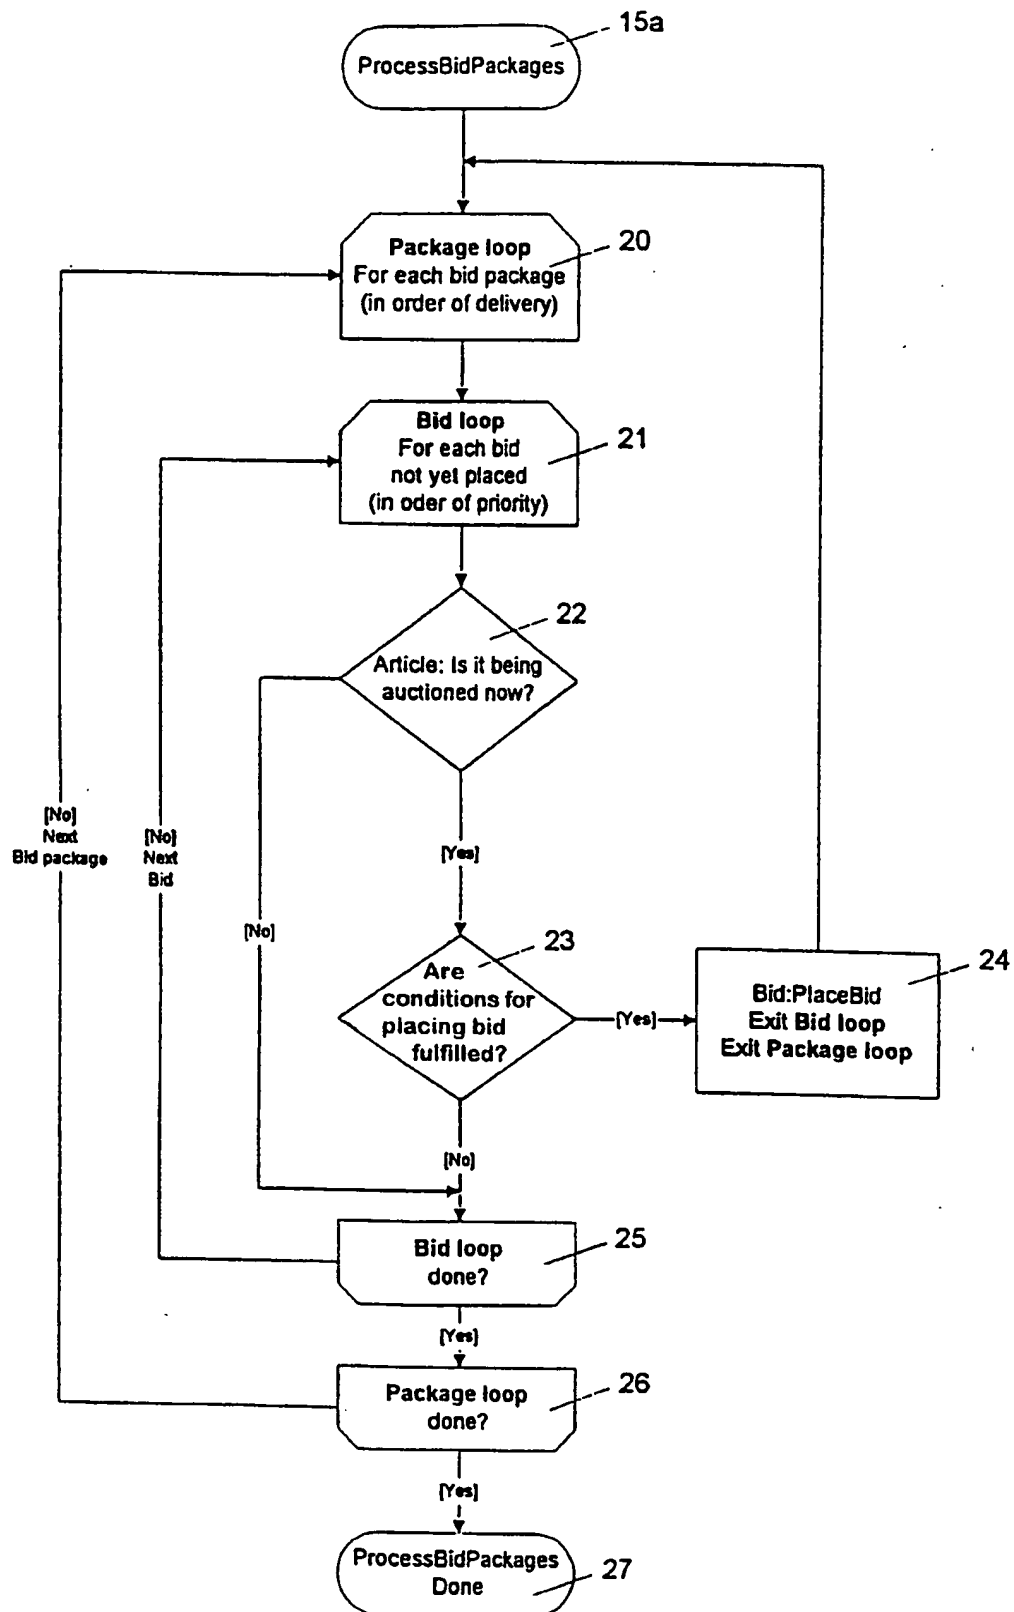 15a
ProcessBidPackages
20
Package loop
For each bid package
(in order of delivery)
21
Bid loop
For each bid
not yet placed
(in oder of priority)
22
Article: Is it being
auctioned now?
[No]
Next
Bid package
[No]
Next
Bid
[Yes]
[No]
23
Are
conditions for
placing bid
fulfilled?
[Yes]
24
Bid:PlaceBid
Exit Bid loop
Exit Package loop
[No]
25
Bid loop
done?
[Yes]
26
Package loop
done?
[Yes]
ProcessBidPackages
Done
27